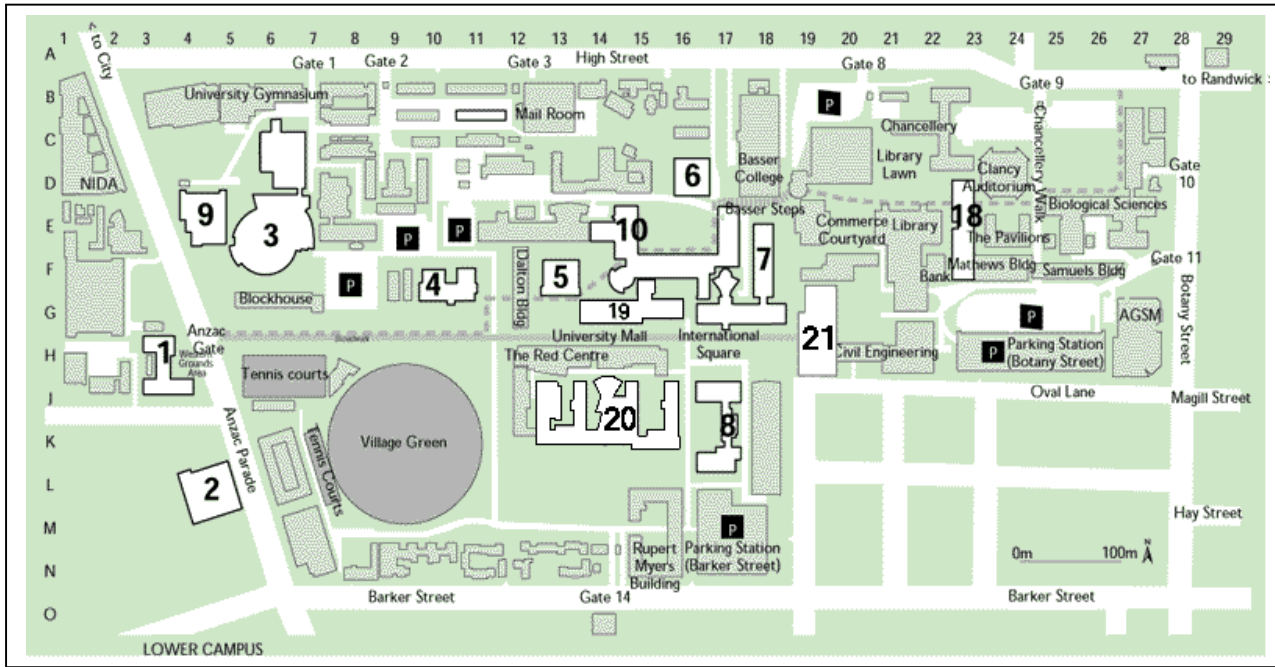 1 2 3 4 5 6 7 8 9 10 11 12 13 14 15 16 17 18 19 20 21 22 23 24 25 26 27 28 29
A
B
C
D
E
F
G
H
J
K
L
M
N
O
< to City
High Street
Gate 1
Gate 2
Gate 3
Gate 8
Gate 9
to Randwick >
University Gymnasium
Mail Room
P
Chancellery
Chancellery Walk
NIDA
6
Basser
College
Library
Lawn
Clancy
Auditorium
Gate
10
9
3
P
P
10
Basser Steps
7
Commerce
Courtyard
Library
18
The Pavilions
Biological Sciences
P
4
Dalton Bldg
5
Bank
Mathews Bldg
Samuels Bldg
Gate 11
Botany Street
Blockhouse
19
21
P
AGSM
Anzac
Gate
University Mall
International
Square
1
Western
Grounds
Area
Tennis courts
The Red Centre
Civil Engineering
P
Parking Station
(Botany Street)
Oval Lane
Magill Street
Anzac Parade
Tennis Courts
Village Green
20
8
2
Hay Street
P
Rupert
Myers
Building
Parking Station
(Barker Street)
0m
100m
N
Barker Street
Gate 14
Barker Street
LOWER CAMPUS